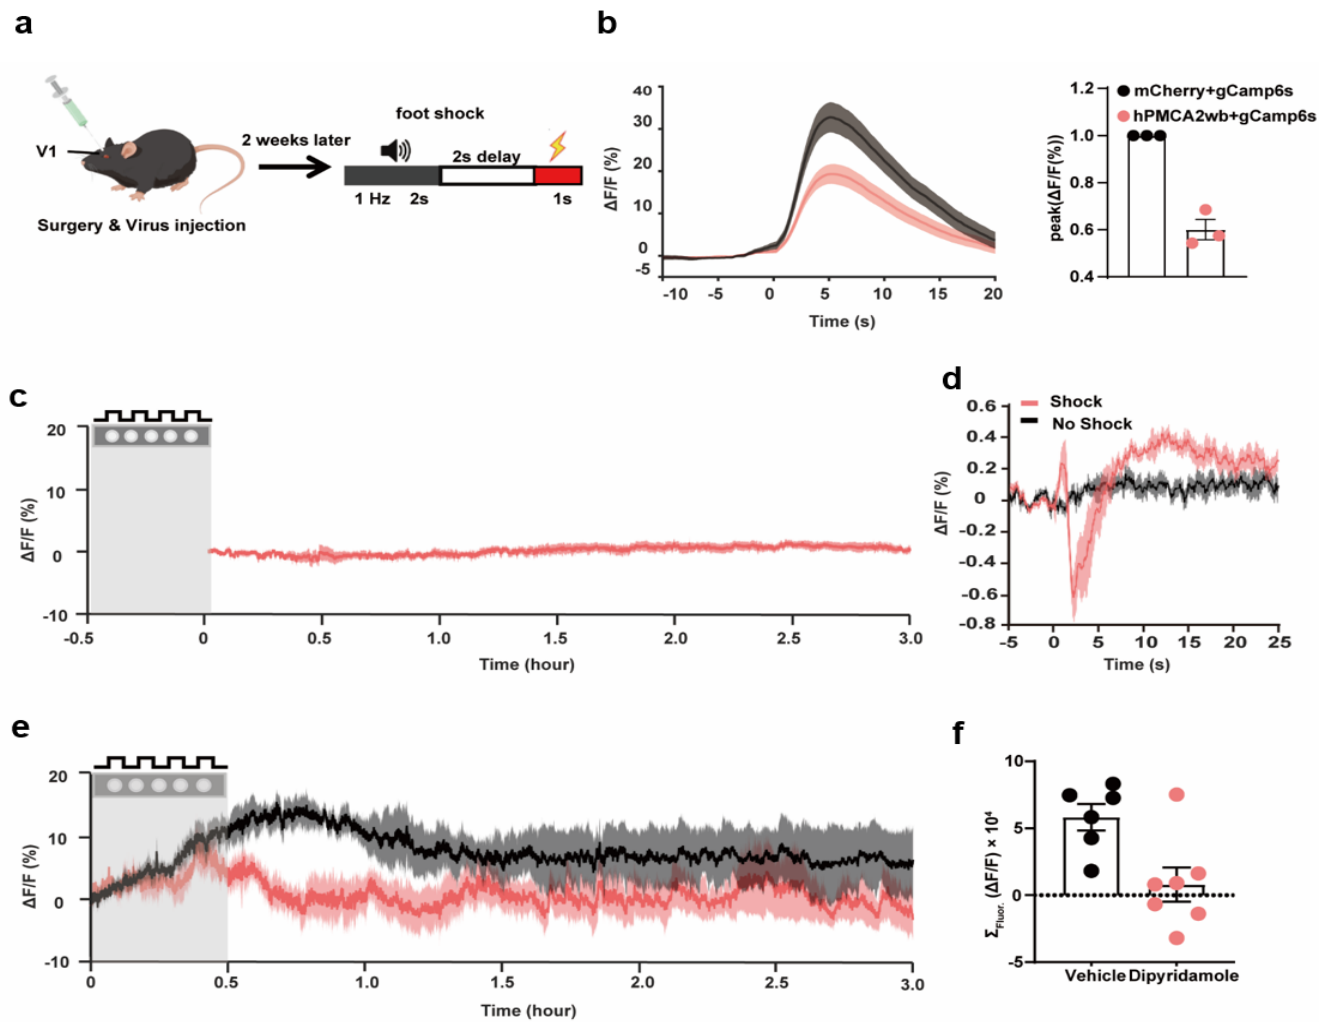 a
V1
2 weeks later
Surgery & Virus injection
foot shock
2s delay
1 Hz 2s 1s
b
40
30
20
10
0
-5
ΔF/F (%)
-10 -5 0 5 10 15 20
Time (s)
1.2
1.0
0.8
0.6
0.4
peak(ΔF/F(%))
mCherry+gCamp6s
hPMCA2wb+gCamp6s
c
20
10
0
-10
ΔF/F (%)
-0.5 0 0.5 1.0 1.5 2.0 2.5 3.0
Time (hour)
d
0.6
0.4
0.2
0
-0.2
-0.4
-0.6
-0.8
ΔF/F (%)
Shock
No Shock
-5 0 5 10 15 20 25
Time (s)
e
20
10
0
-10
ΔF/F (%)
0 0.5 1.0 1.5 2.0 2.5 3.0
Time (hour)
f
10
5
0
-5
ΣFluor. (ΔF/F) × 10⁴
Vehicle Dipyridamole